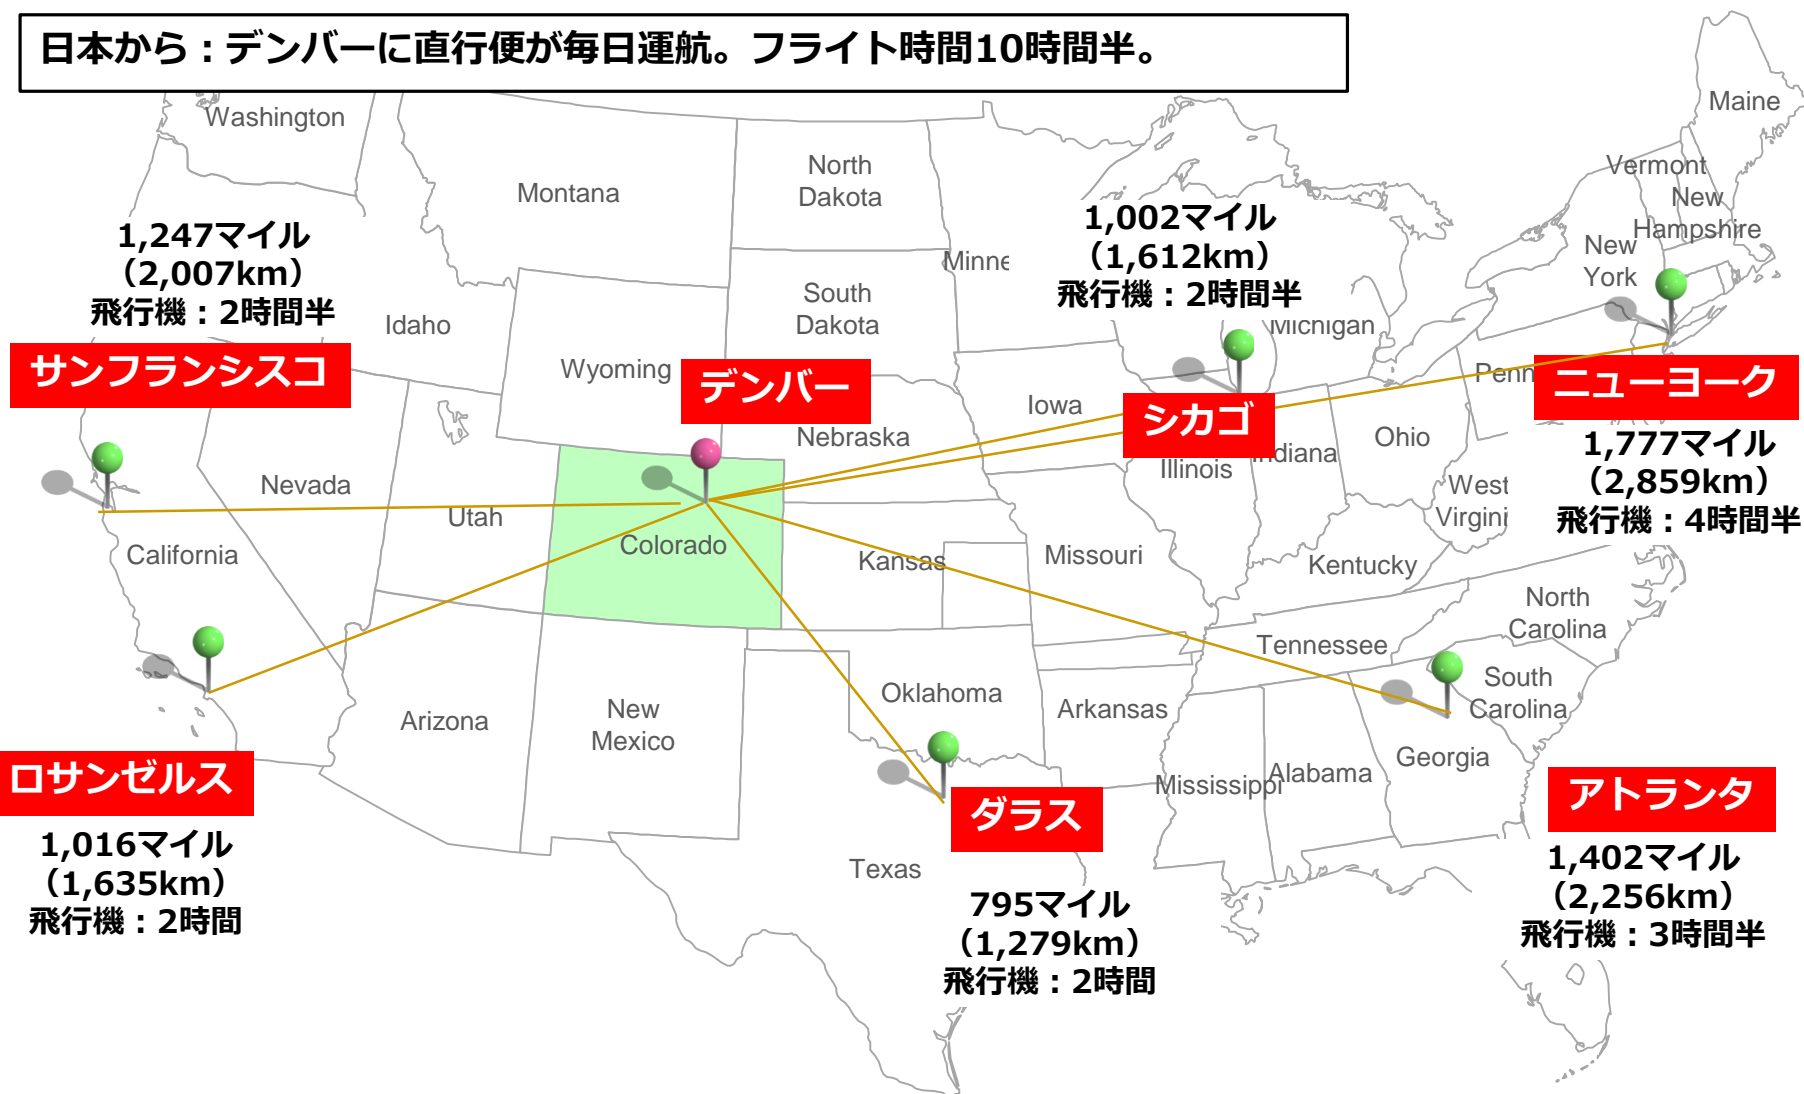 日本から：デンバーに直行便が毎日運航。フライト時間10時間半。
Washington
Montana
North
Dakota
Maine
Vermont
New
Hampshire
New
York
1,247マイル
（2,007km）
飛行機：2時間半
サンフランシスコ
Idaho
Wyoming
South
Dakota
Minne
1,002マイル
（1,612km）
飛行機：2時間半
Michigan
デンバー
Iowa
シカゴ
Penn
ニューヨーク
1,777マイル
（2,859km）
飛行機：4時間半
Nebraska
Illinois
Indiana
Ohio
West
Virgini
Nevada
Utah
Colorado
Kansas
Missouri
Kentucky
California
North
Carolina
Tennessee
South
Carolina
Arizona
New
Mexico
Oklahoma
Arkansas
Mississippi
Alabama
Georgia
ロサンゼルス
1,016マイル
（1,635km）
飛行機：2時間
ダラス
Texas
795マイル
（1,279km）
飛行機：2時間
アトランタ
1,402マイル
（2,256km）
飛行機：3時間半